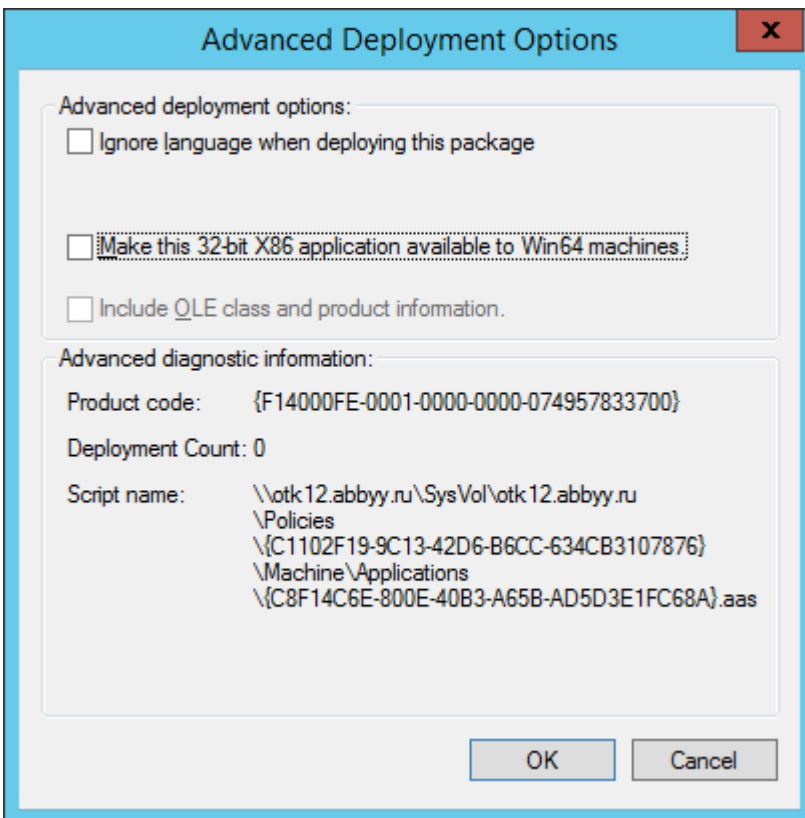 Advanced Deployment Options
x
Advanced deployment options:
Ignore language when deploying this package
Make this 32-bit X86 application available to Win64 machines.
Include OLE class and product information.
Advanced diagnostic information:
Product code: {F14000FE-0001-0000-0000-074957833700}
Deployment Count: 0
Script name: \\otk12.abbyy.ru\SysVol\otk12.abbyy.ru
\Policies
\{C1102F19-9C13-42D6-B6CC-634CB3107876}
\Machine\Applications
\{C8F14C6E-800E-40B3-A65B-AD5D3E1FC68A}.aas
OK Cancel